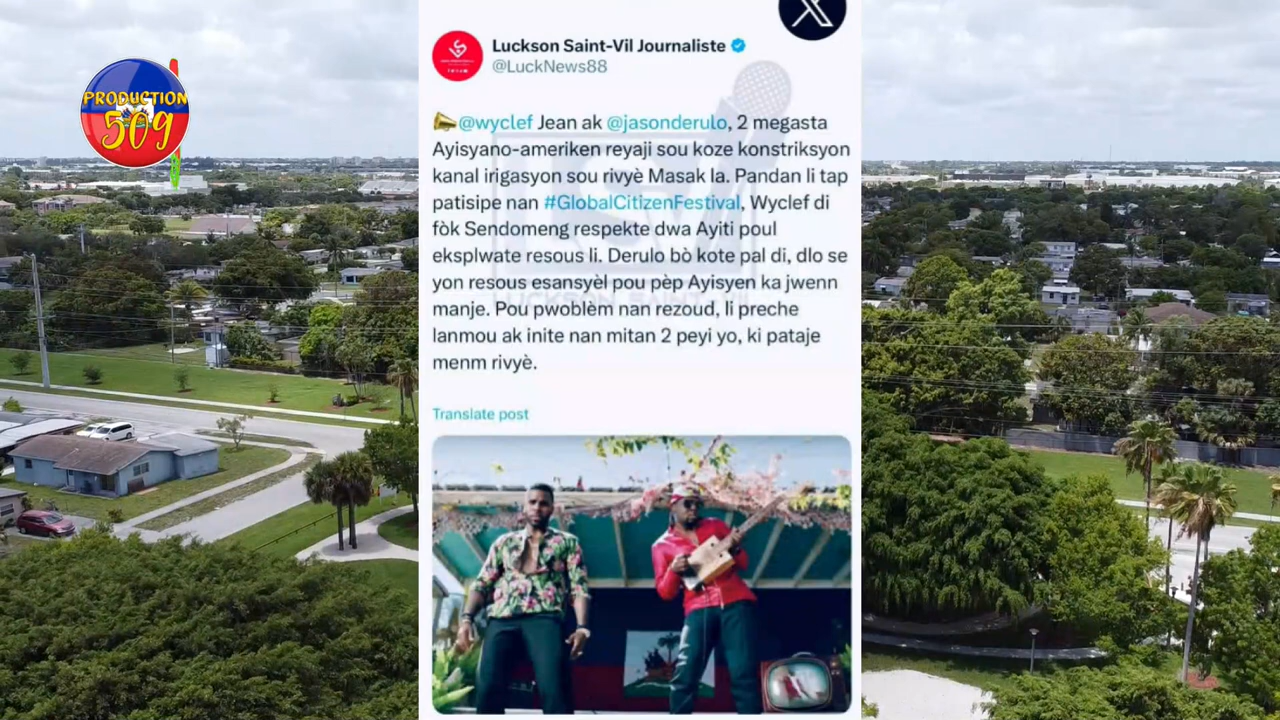 PRODUCTION
509
Luckson Saint-Vil Journaliste
@LuckNews88
@wyclef Jean ak @jasonderulo, 2 megasta
Ayisyano-ameriken reyaji sou koze konstriksyon
kanal irigasyon sou rivyè Masak la. Pandan li tap
patisipe nan #GlobalCitizenFestival, Wyclef di
fòk Sendomeng respekte dwa Ayiti poul
eksplwate resous li. Derulo bò kote pal di, dlo se
yon resous esansyèl pou pèp Ayisyen ka jwenn
manje. Pou pwoblèm nan rezoud, li preche
lanmou ak inite nan mitan 2 peyi yo, ki pataje
menm rivyè.
LUCKSON SAINT-VIL
Translate post